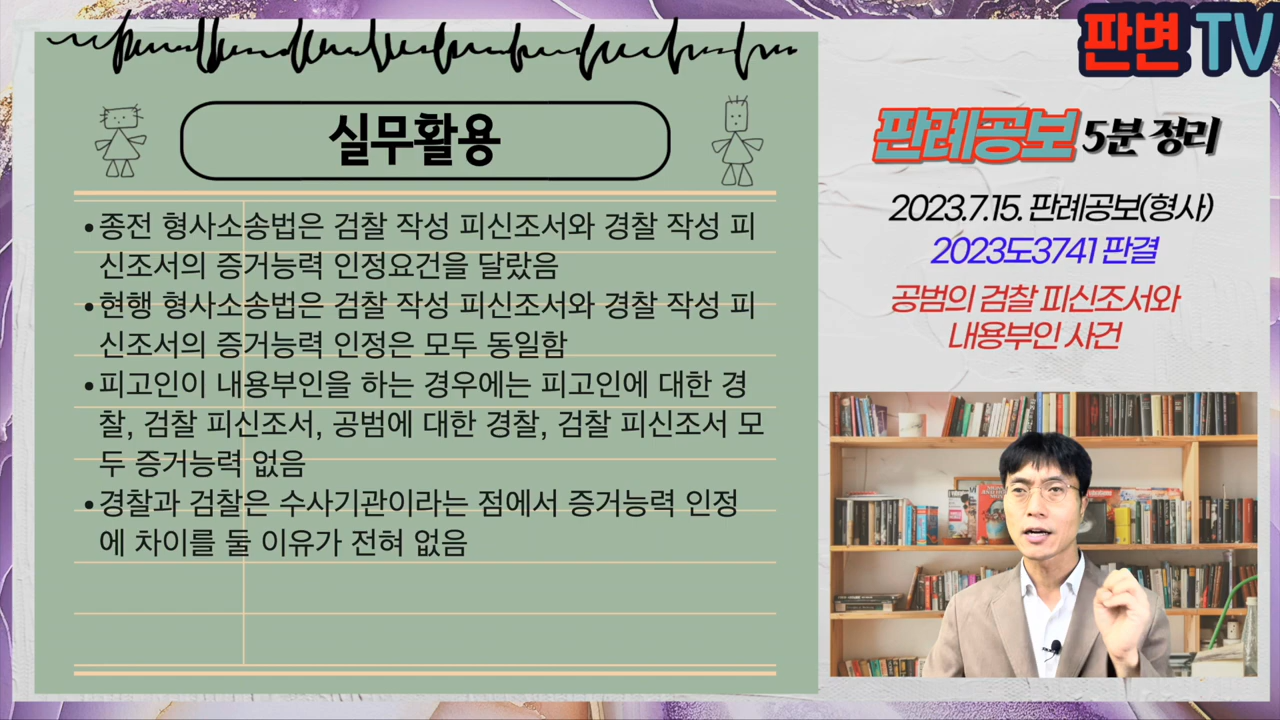 실무활용
•종전 형사소송법은 검찰 작성 피신조서와 경찰 작성 피
신조서의 증거능력 인정요건을 달랐음
•현행 형사소송법은 검찰 작성 피신조서와 경찰 작성 피
신조서의 증거능력 인정은 모두 동일함
•피고인이 내용부인을 하는 경우에는 피고인에 대한 경
찰, 검찰 피신조서, 공범에 대한 경찰, 검찰 피신조서 모
두 증거능력 없음
•경찰과 검찰은 수사기관이라는 점에서 증거능력 인정
에 차이를 둘 이유가 전혀 없음
판변 TV
판례공보 5분 정리
2023.7.15. 판례공보(형사)
2023도3741 판결
공범의 검찰 피신조서와
내용부인 사건